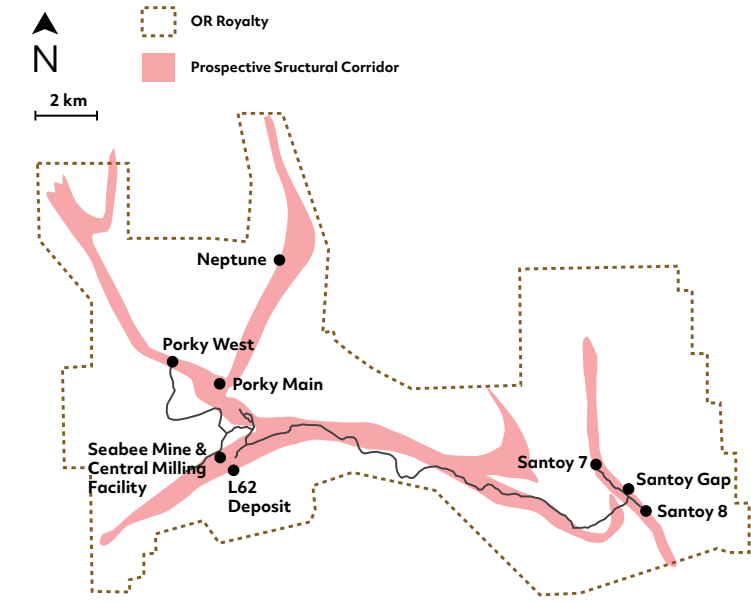 OR Royalty
N
Prospective Sructural Corridor
2 km
Neptune
Porky West
Porky Main
Seabee Mine &
Central Milling
Facility
L62
Deposit
Santoy 7
Santoy Gap
Santoy 8